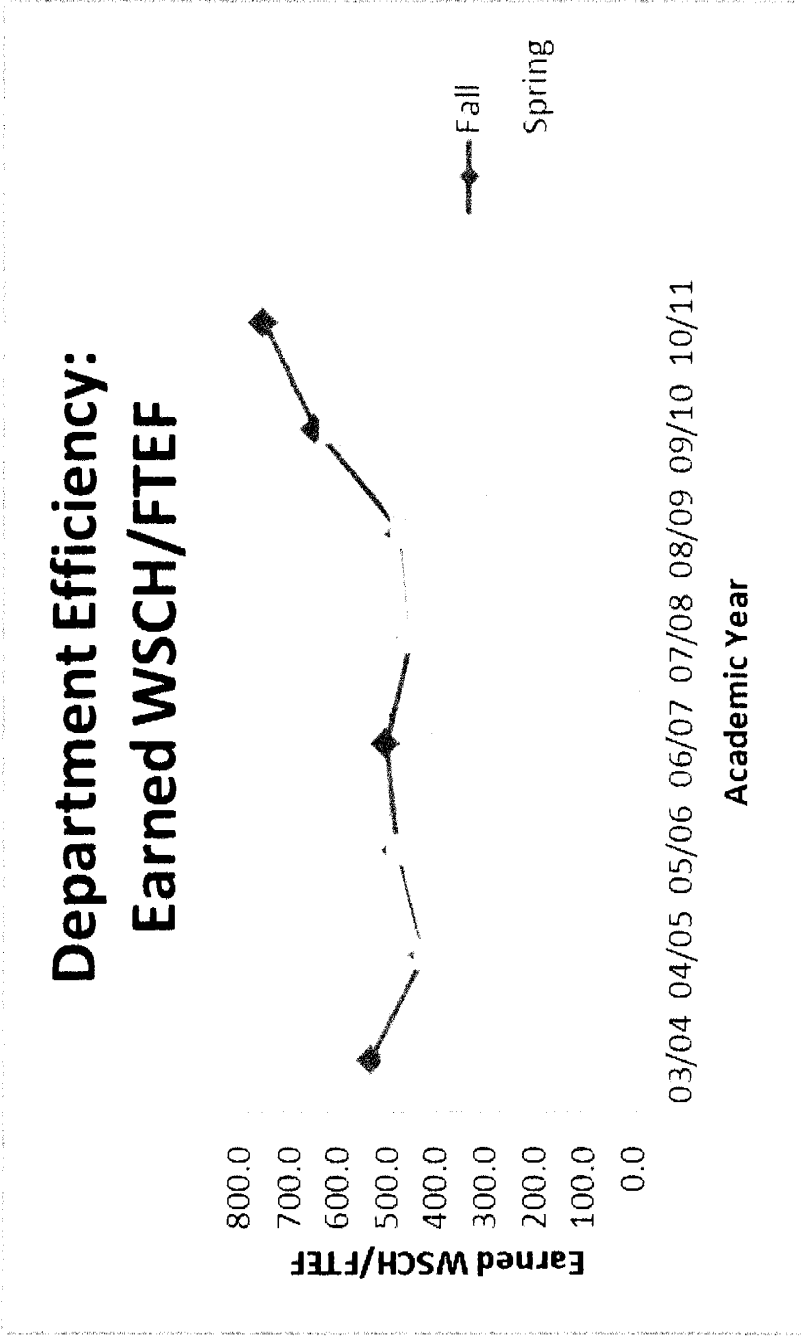 Department Efficiency:
Earned WSCH/FTEF
800.0
700.0
600.0
500.0
400.0
300.0
200.0
100.0
0.0
Earned WSCH/FTEF
03/04 04/05 05/06 06/07 07/08 08/09 09/10 10/11
Academic Year
Fall
Spring